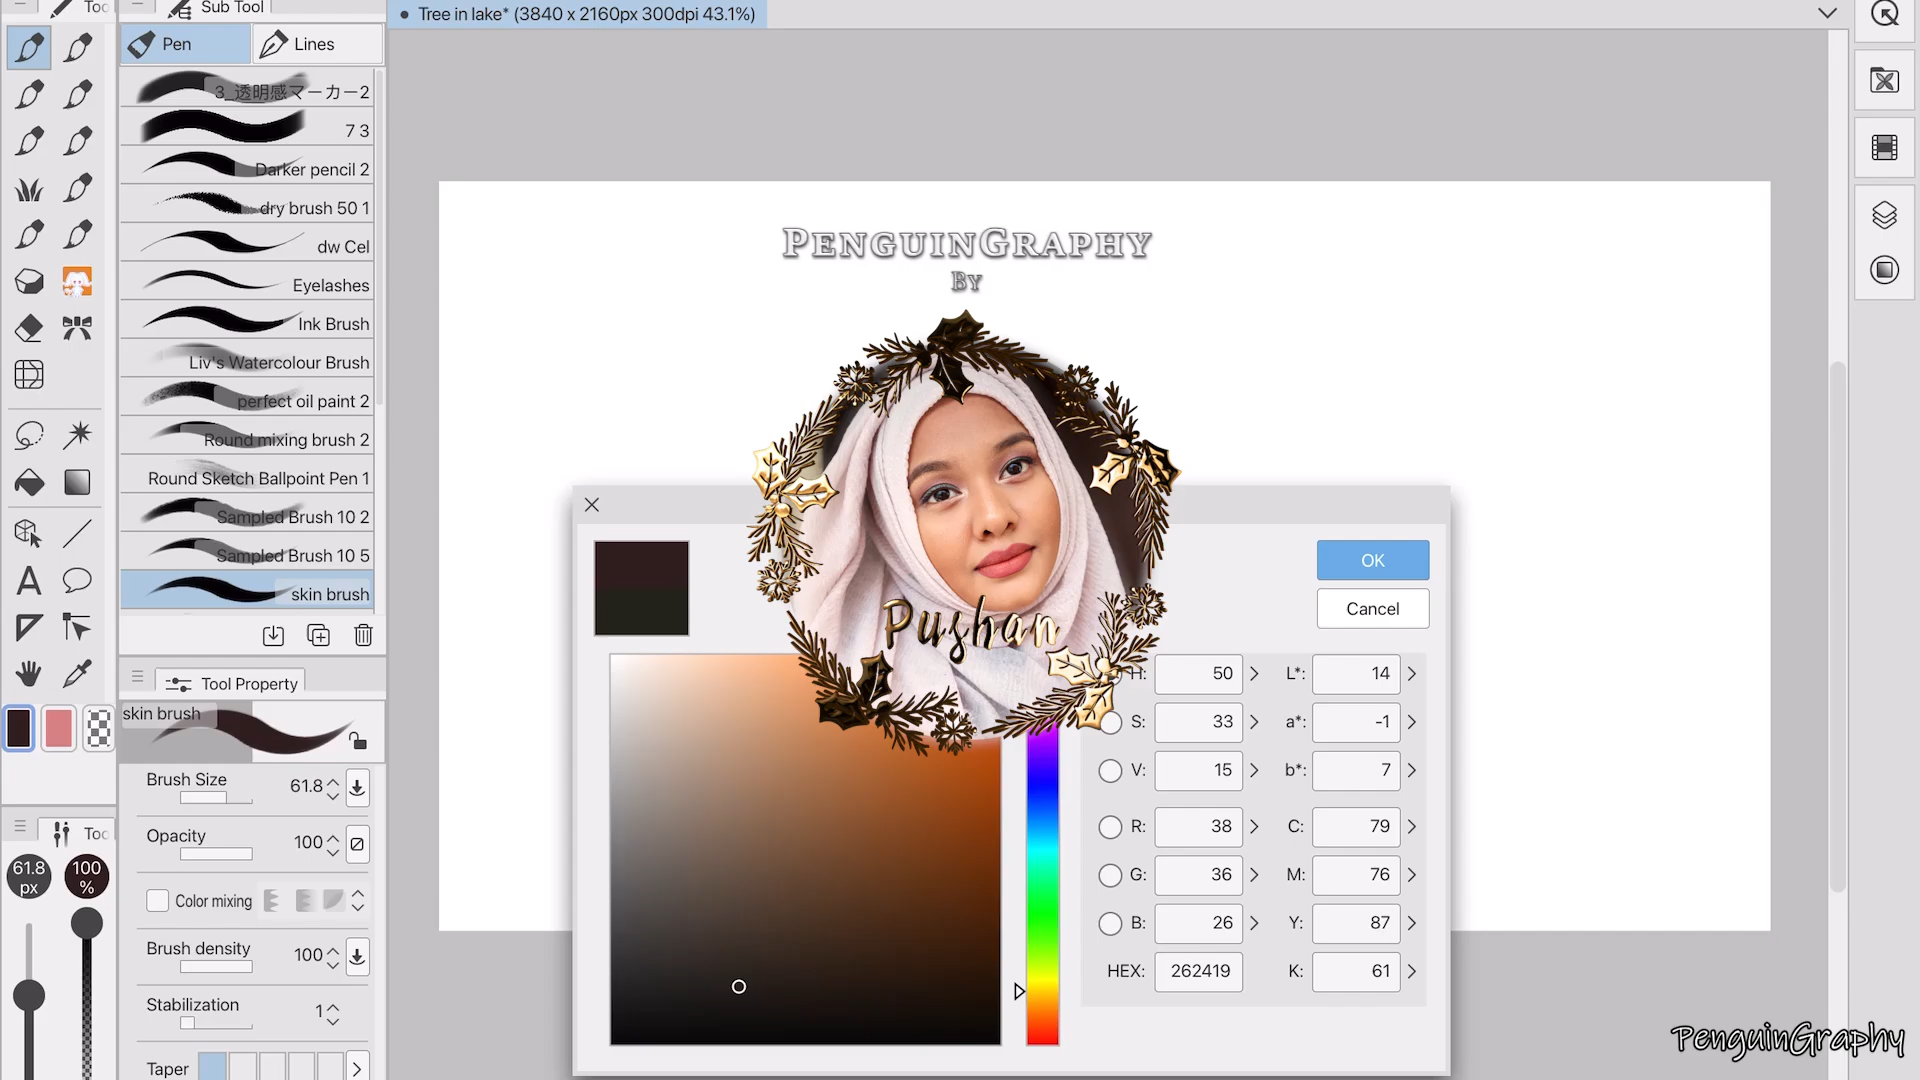 Too
Sub Tool
Tree in lake* (3840 x 2160px 300dpi 43.1%)
Pen
Lines
3_透明感マーカー2
7 3
Darker pencil 2
dry brush 50 1
dw Cel
Eyelashes
Ink Brush
Liv's Watercolour Brush
perfect oil paint 2
Round mixing brush 2
Round Sketch Ballpoint Pen 1
Sampled Brush 10 2
Sampled Brush 10 5
skin brush
Tool Property
skin brush
Brush Size 61.8
Opacity 100
Color mixing
Brush density 100
Stabilization 1
Taper
Too
61.8 px
100 %
PenguinGraphy
By
Pushan
OK
Cancel
H: 50 L*: 14
S: 33 a*: -1
V: 15 b*: 7
R: 38 C: 79
G: 36 M: 76
B: 26 Y: 87
HEX: 262419 K: 61
PenguinGraphy